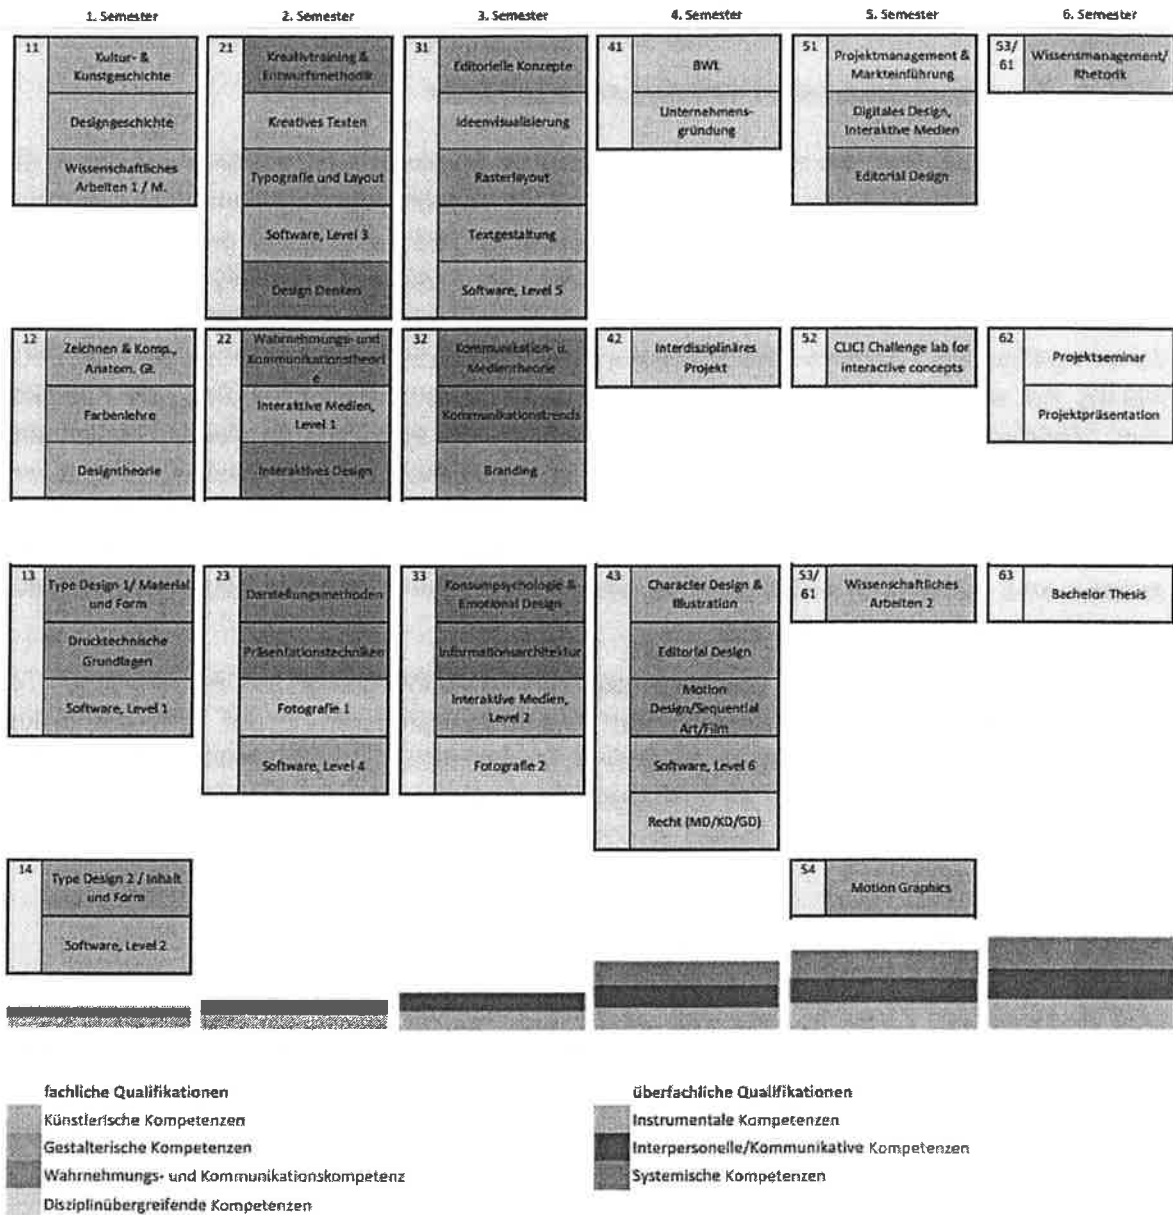 1. Semester
2. Semester
3. Semester
4. Semester
5. Semester
6. Semester
11
Kultur- &
Kunstgeschichte
Designgeschichte
Wissenschaftliches
Arbeiten 1 / M.
21
Kreativtraining &
Entwurfsmethodik
Kreatives Texten
Typografie und Layout
Software, Level 3
Design Denken
31
Editorielle Konzepte
Ideenvisualisierung
Rasterlayout
Textgestaltung
Software, Level 5
41
BWL
Unternehmens-
gründung
51
Projektmanagement &
Markteinführung
Digitales Design,
Interaktive Medien
Editorial Design
53/
61
Wissensmanagement/
Rhetorik
12
Zeichnen & Komp.,
Anatom. Gl.
Farbenlehre
Designtheorie
22
Wahrnehmungs- und
Kommunikationstheori
e
Interaktive Medien,
Level 1
Interaktives Design
32
Kommunikation- u.
Medientheorie
Kommunikationstrends
Branding
42
Interdisziplinäres
Projekt
52
CLIC! Challenge lab for
interactive concepts
62
Projektseminar
Projektpräsentation
13
Type Design 1/ Material
und Form
Drucktechnische
Grundlagen
Software, Level 1
23
Darstellungsmethoden
Präsentationstechniken
Fotografie 1
Software, Level 4
33
Konsumpsychologie &
Emotional Design
Informationsarchitektur
Interaktive Medien,
Level 2
Fotografie 2
43
Character Design &
Illustration
Editorial Design
Motion
Design/Sequential
Art/Film
Software, Level 6
Recht (MD/KD/GD)
53/
61
Wissenschaftliches
Arbeiten 2
63
Bachelor Thesis
14
Type Design 2 / Inhalt
und Form
Software, Level 2
54
Motion Graphics
fachliche Qualifikationen
Künstlerische Kompetenzen
Gestalterische Kompetenzen
Wahrnehmungs- und Kommunikationskompetenz
Disziplinübergreifende Kompetenzen
überfachliche Qualifikationen
Instrumentale Kompetenzen
Interpersonelle/Kommunikative Kompetenzen
Systemische Kompetenzen